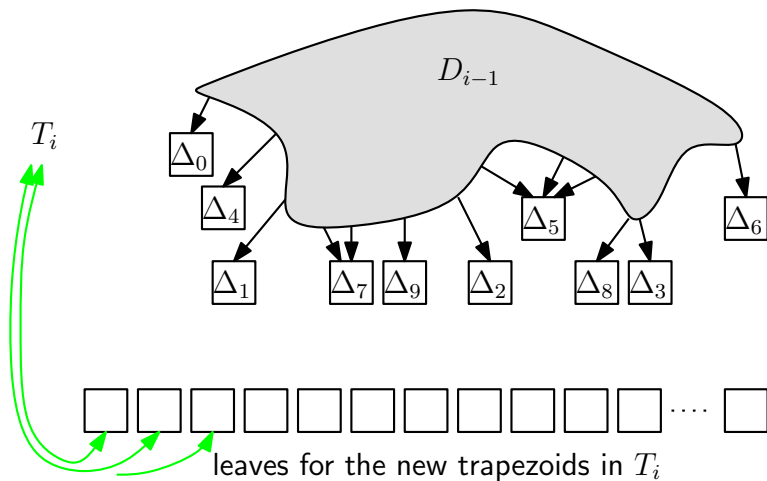 D_{i−1}
T_i
Δ_0
Δ_4
Δ_5
Δ_6
Δ_1
Δ_7
Δ_9
Δ_2
Δ_8
Δ_3
....
leaves for the new trapezoids in T_i